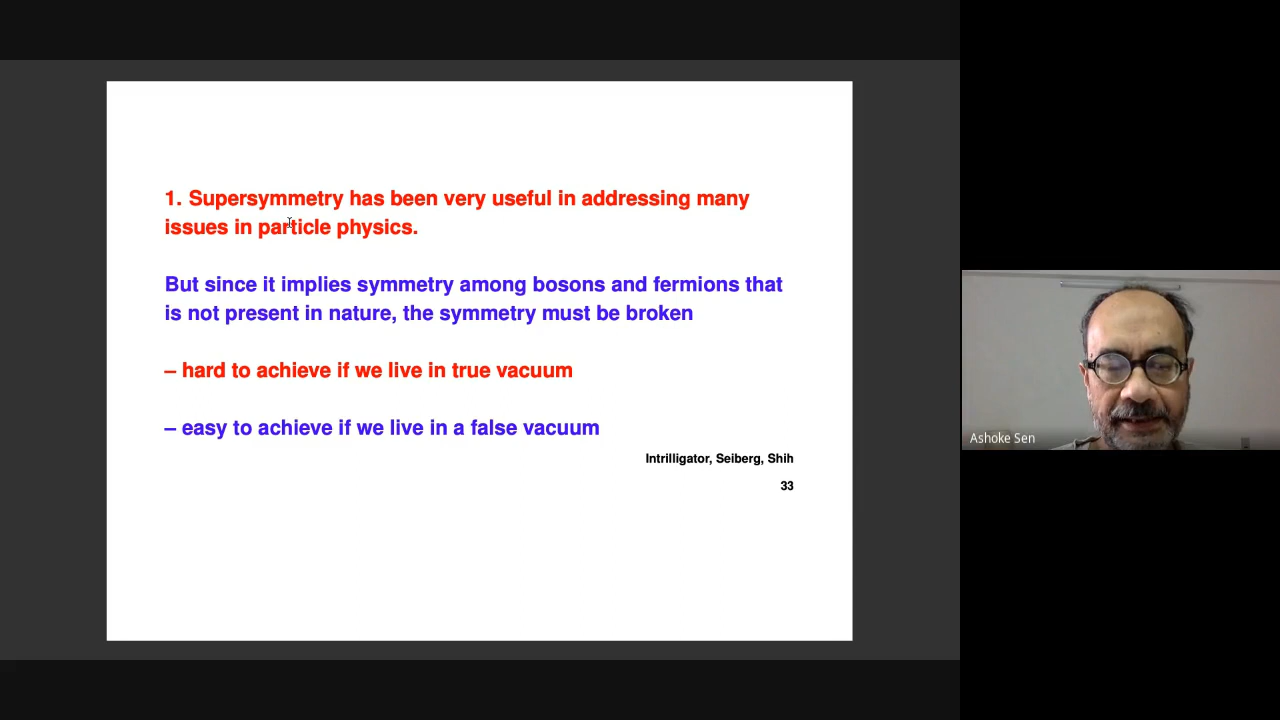 1. Supersymmetry has been very useful in addressing many
issues in particle physics.
But since it implies symmetry among bosons and fermions that
is not present in nature, the symmetry must be broken
– hard to achieve if we live in true vacuum
– easy to achieve if we live in a false vacuum
Intrilligator, Seiberg, Shih
33
Ashoke Sen